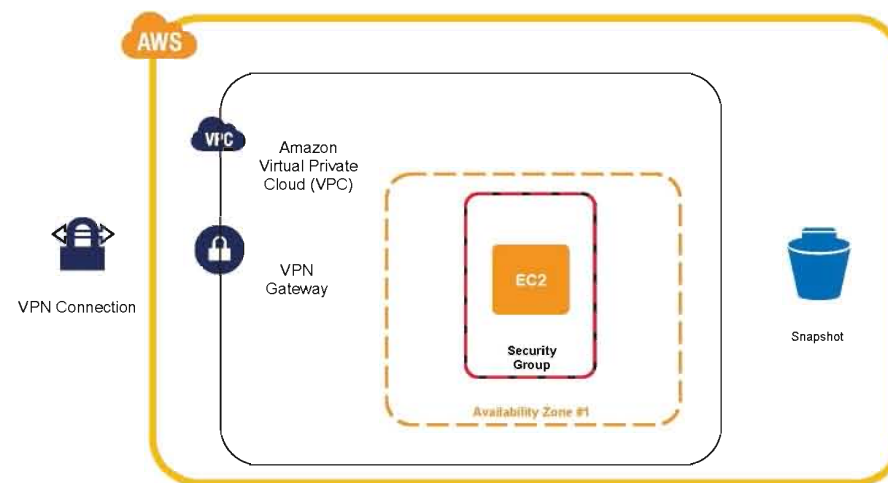 AWS
VPC
Amazon
Virtual Private
Cloud (VPC)
VPN Connection
VPN
Gateway
EC2
Security
Group
Availability Zone #1
Snapshot